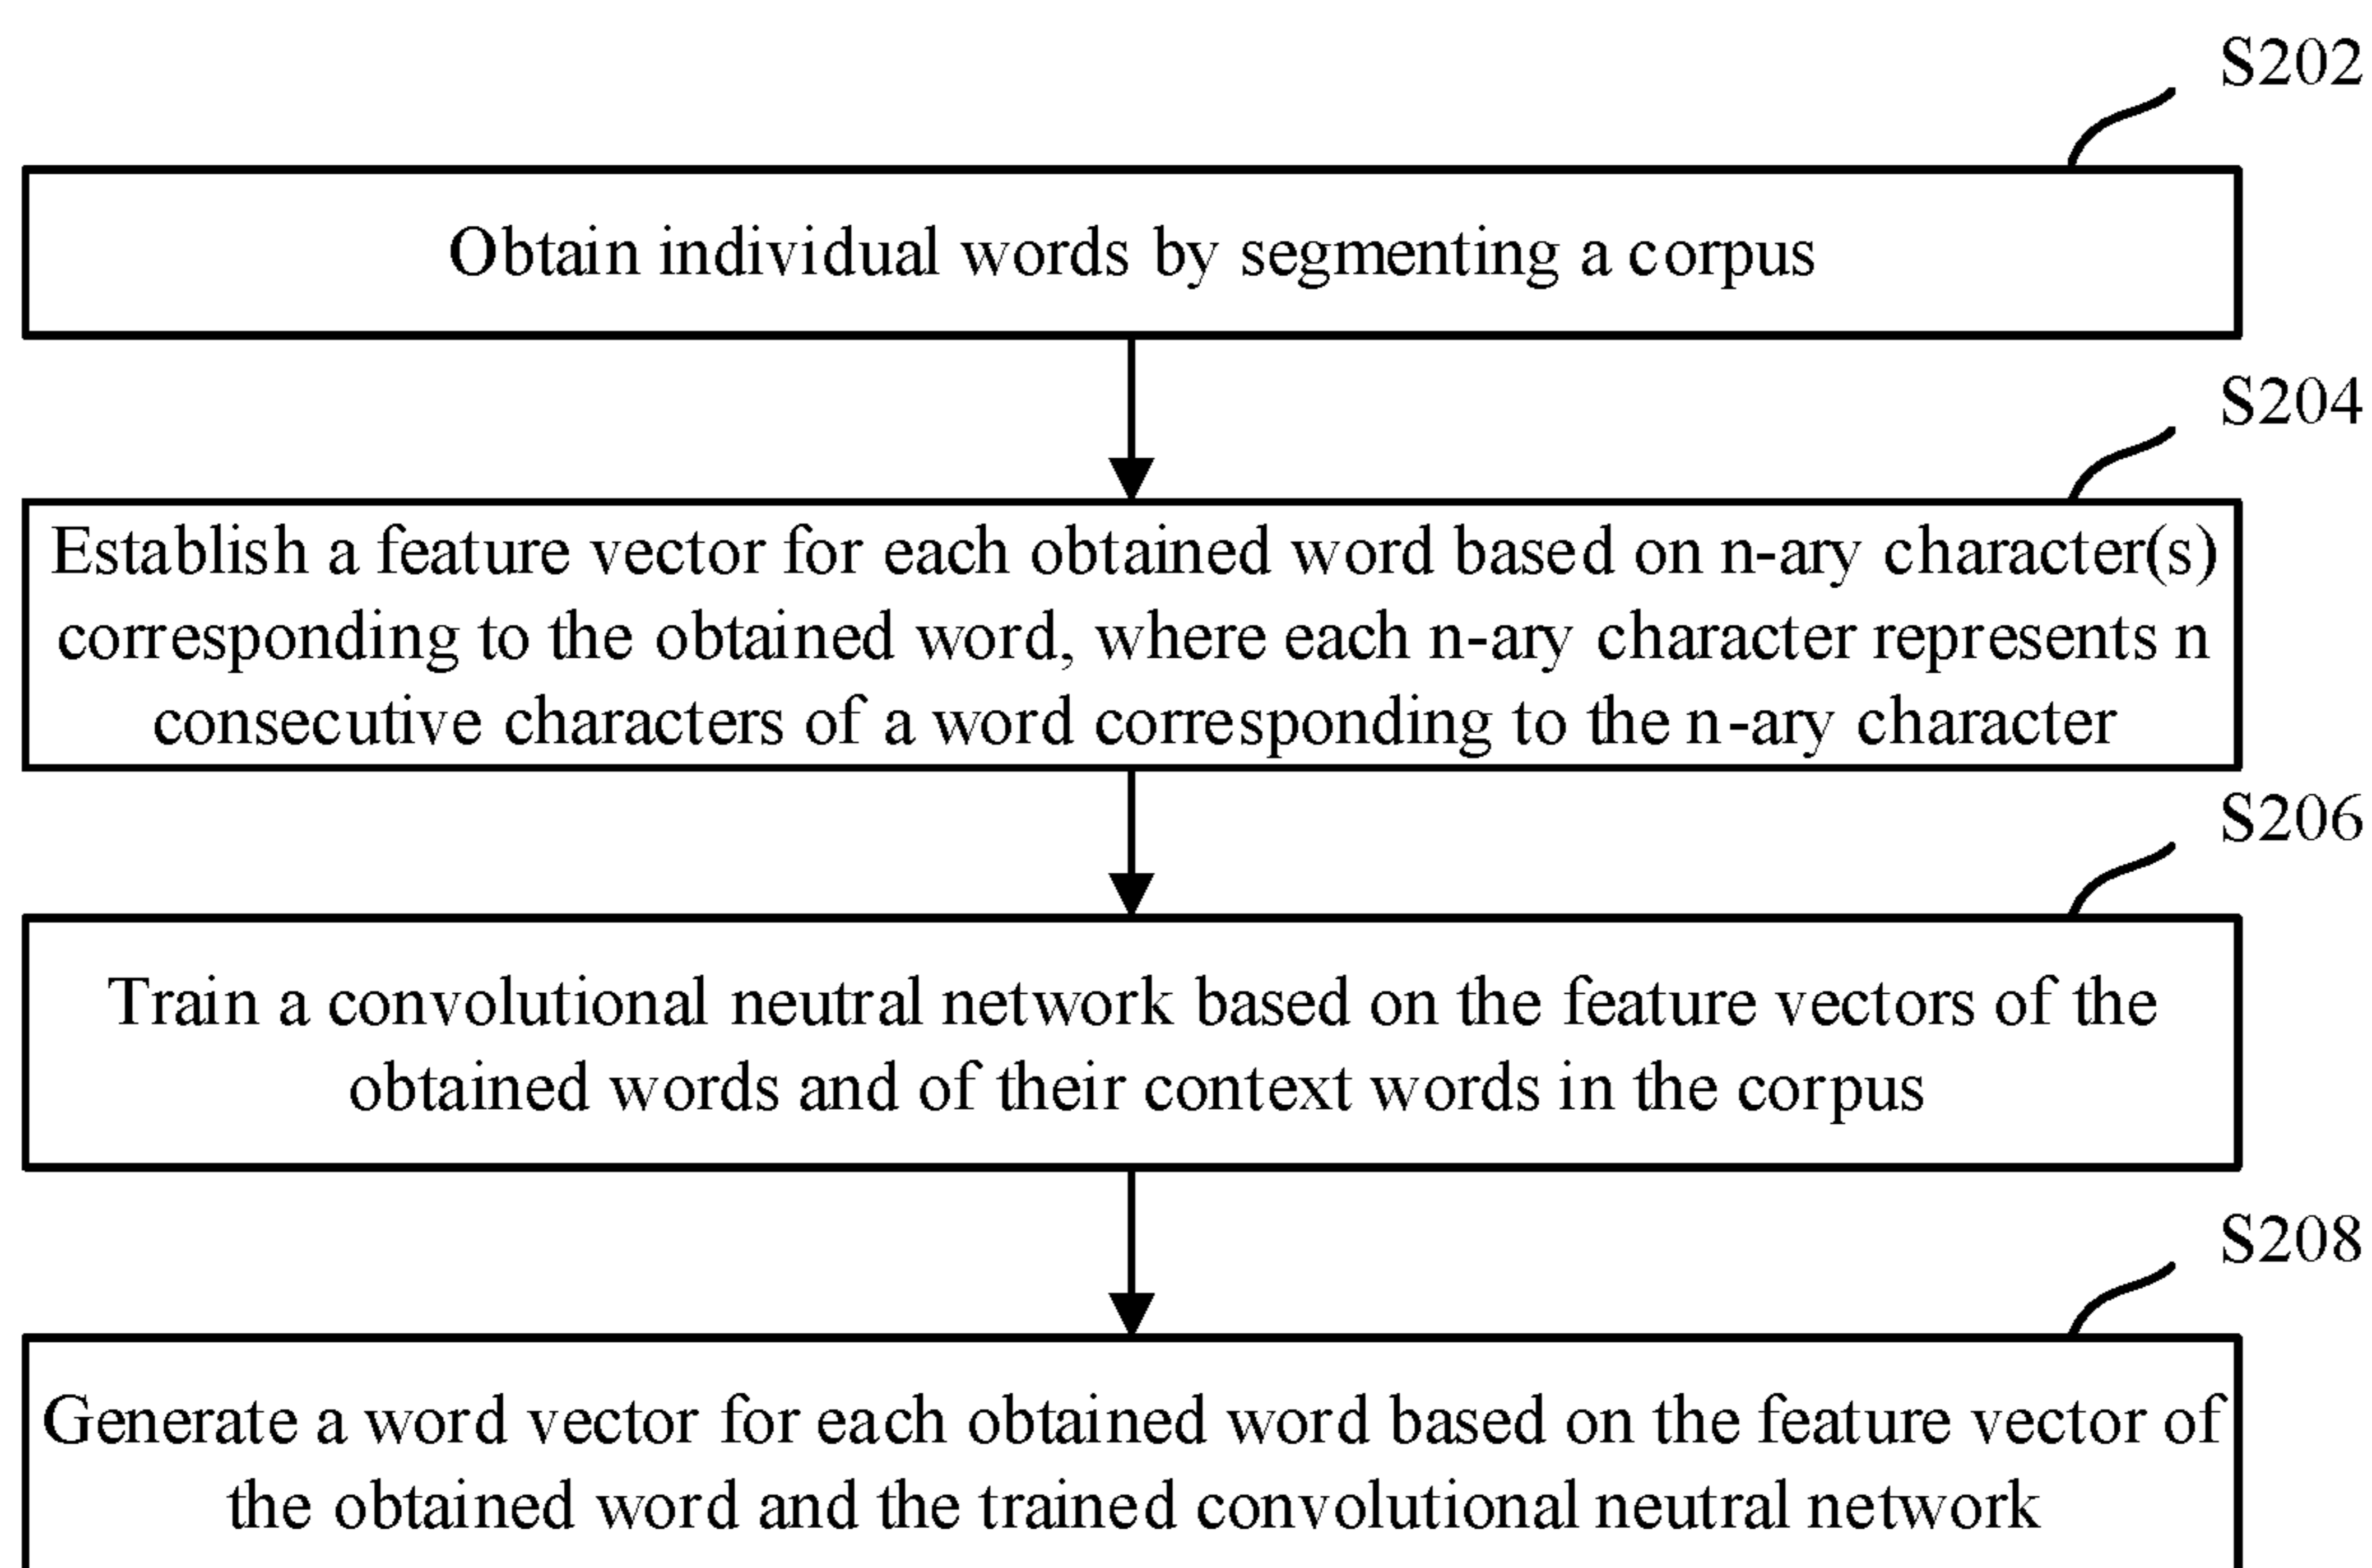 S202
Obtain individual words by segmenting a corpus
S204
Establish a feature vector for each obtained word based on n-ary character(s)
corresponding to the obtained word, where each n-ary character represents n
consecutive characters of a word corresponding to the n-ary character
S206
Train a convolutional neutral network based on the feature vectors of the
obtained words and of their context words in the corpus
S208
Generate a word vector for each obtained word based on the feature vector of
the obtained word and the trained convolutional neutral network